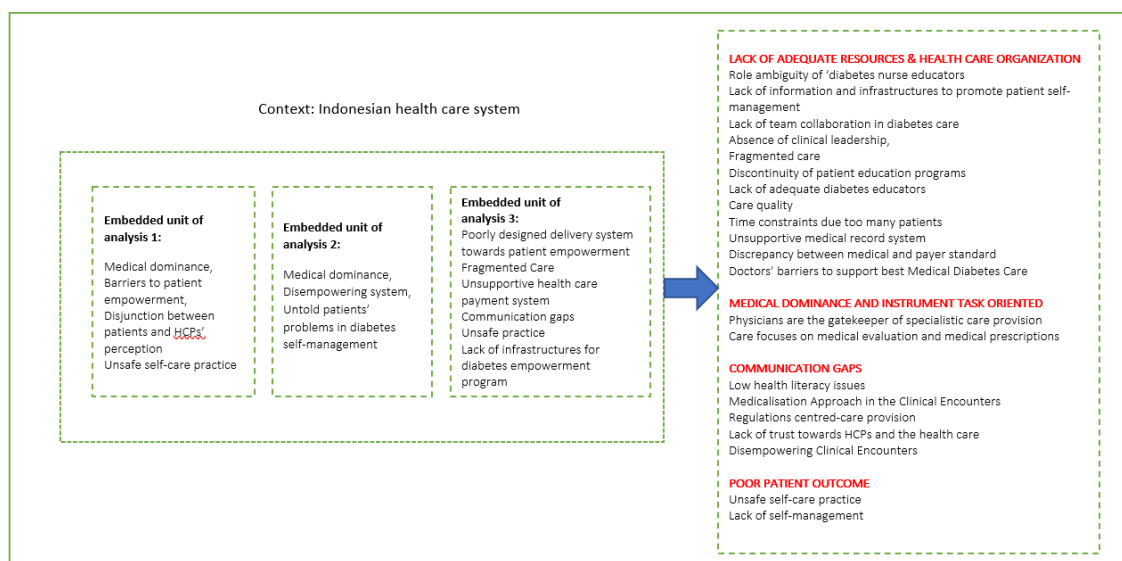 Context: Indonesian health care system
Embedded unit of
analysis 1:
Medical dominance,
Barriers to patient
empowerment,
Disjunction between
patients and HCPs'
perception
Unsafe self-care practice
Embedded unit of
analysis 2:
Medical dominance,
Disempowering system,
Untold patients'
problems in diabetes
self-management
Embedded unit of
analysis 3:
Poorly designed delivery system
towards patient empowerment
Fragmented Care
Unsupportive health care
payment system
Communication gaps
Unsafe practice
Lack of infrastructures for
diabetes empowerment
program
LACK OF ADEQUATE RESOURCES & HEALTH CARE ORGANIZATION
Role ambiguity of 'diabetes nurse educators
Lack of information and infrastructures to promote patient self-
management
Lack of team collaboration in diabetes care
Absence of clinical leadership,
Fragmented care
Discontinuity of patient education programs
Lack of adequate diabetes educators
Care quality
Time constraints due too many patients
Unsupportive medical record system
Discrepancy between medical and payer standard
Doctors' barriers to support best Medical Diabetes Care
MEDICAL DOMINANCE AND INSTRUMENT TASK ORIENTED
Physicians are the gatekeeper of specialistic care provision
Care focuses on medical evaluation and medical prescriptions
COMMUNICATION GAPS
Low health literacy issues
Medicalisation Approach in the Clinical Encounters
Regulations centred-care provision
Lack of trust towards HCPs and the health care
Disempowering Clinical Encounters
POOR PATIENT OUTCOME
Unsafe self-care practice
Lack of self-management